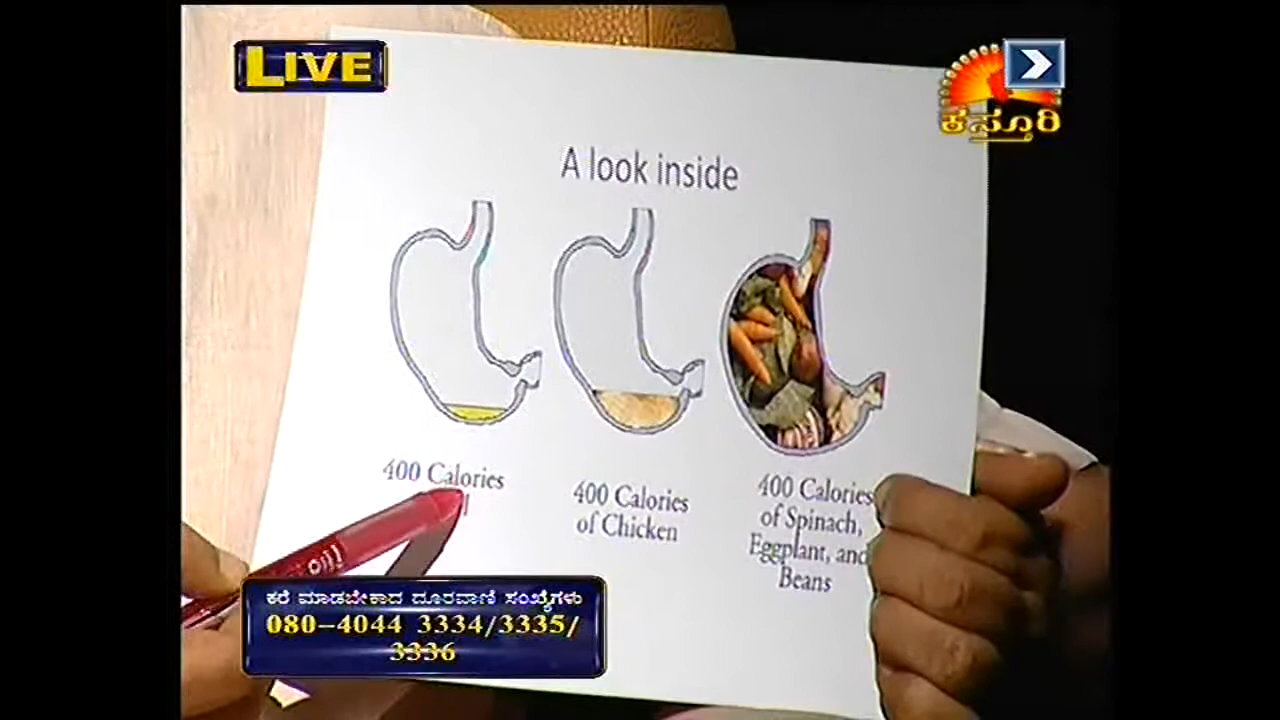 LIVE
ಕಸ್ತೂರಿ
A look inside
400 Calories
400 Calories
of Chicken
400 Calories
of Spinach,
Eggplant, and
Beans
ಕರೆ ಮಾಡಬೇಕಾದ ದೂರವಾಣಿ ಸಂಖ್ಯೆಗಳು
080-4044 3334/3335/
3336